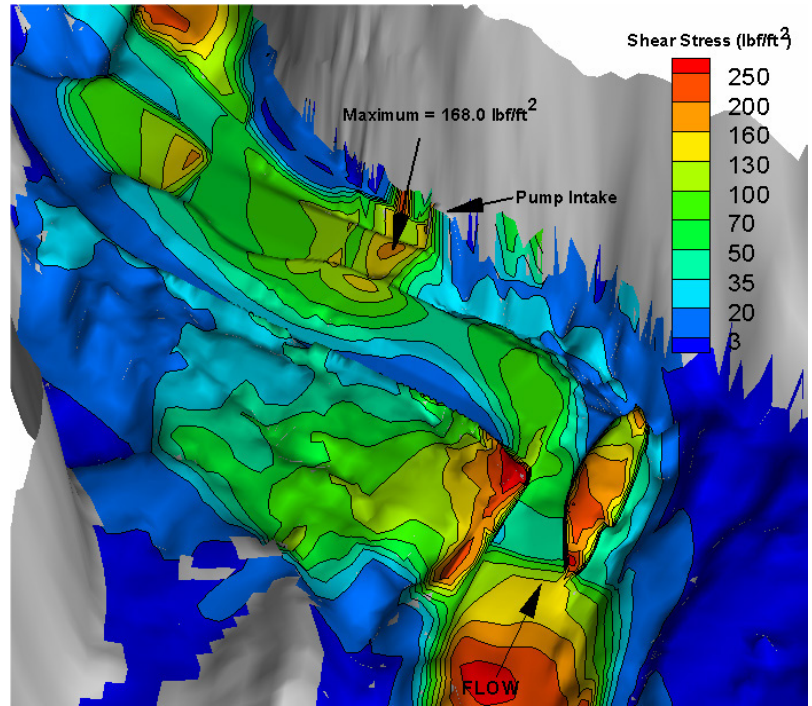 Shear Stress (lbf/ft²)
250
200
160
130
100
70
50
35
20
3
Maximum = 168.0 lbf/ft²
Pump Intake
FLOW